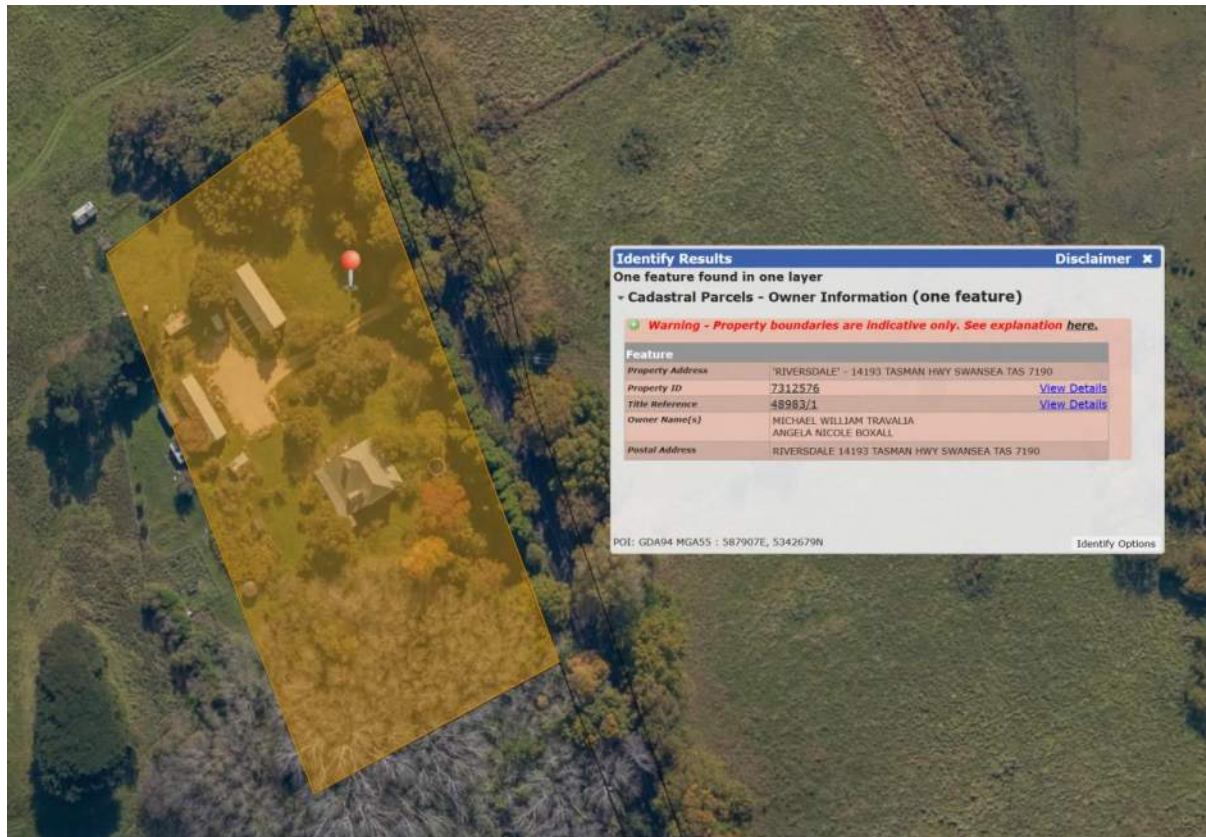 Identify Results Disclaimer ✖
One feature found in one layer
Cadastral Parcels - Owner Information (one feature)
Warning - Property boundaries are indicative only. See explanation here.
Feature
Property Address 'RIVERSDALE' - 14193 TASMAN HWY SWANSEA TAS 7190
Property ID 7312576 View Details
Title Reference 48983/1 View Details
Owner Name(s) MICHAEL WILLIAM TRAVALIA
ANGELA NICOLE BOXALL
Postal Address RIVERSDALE 14193 TASMAN HWY SWANSEA TAS 7190
POI: GDA94 MGA55 : 587907E, 5342679N Identify Options